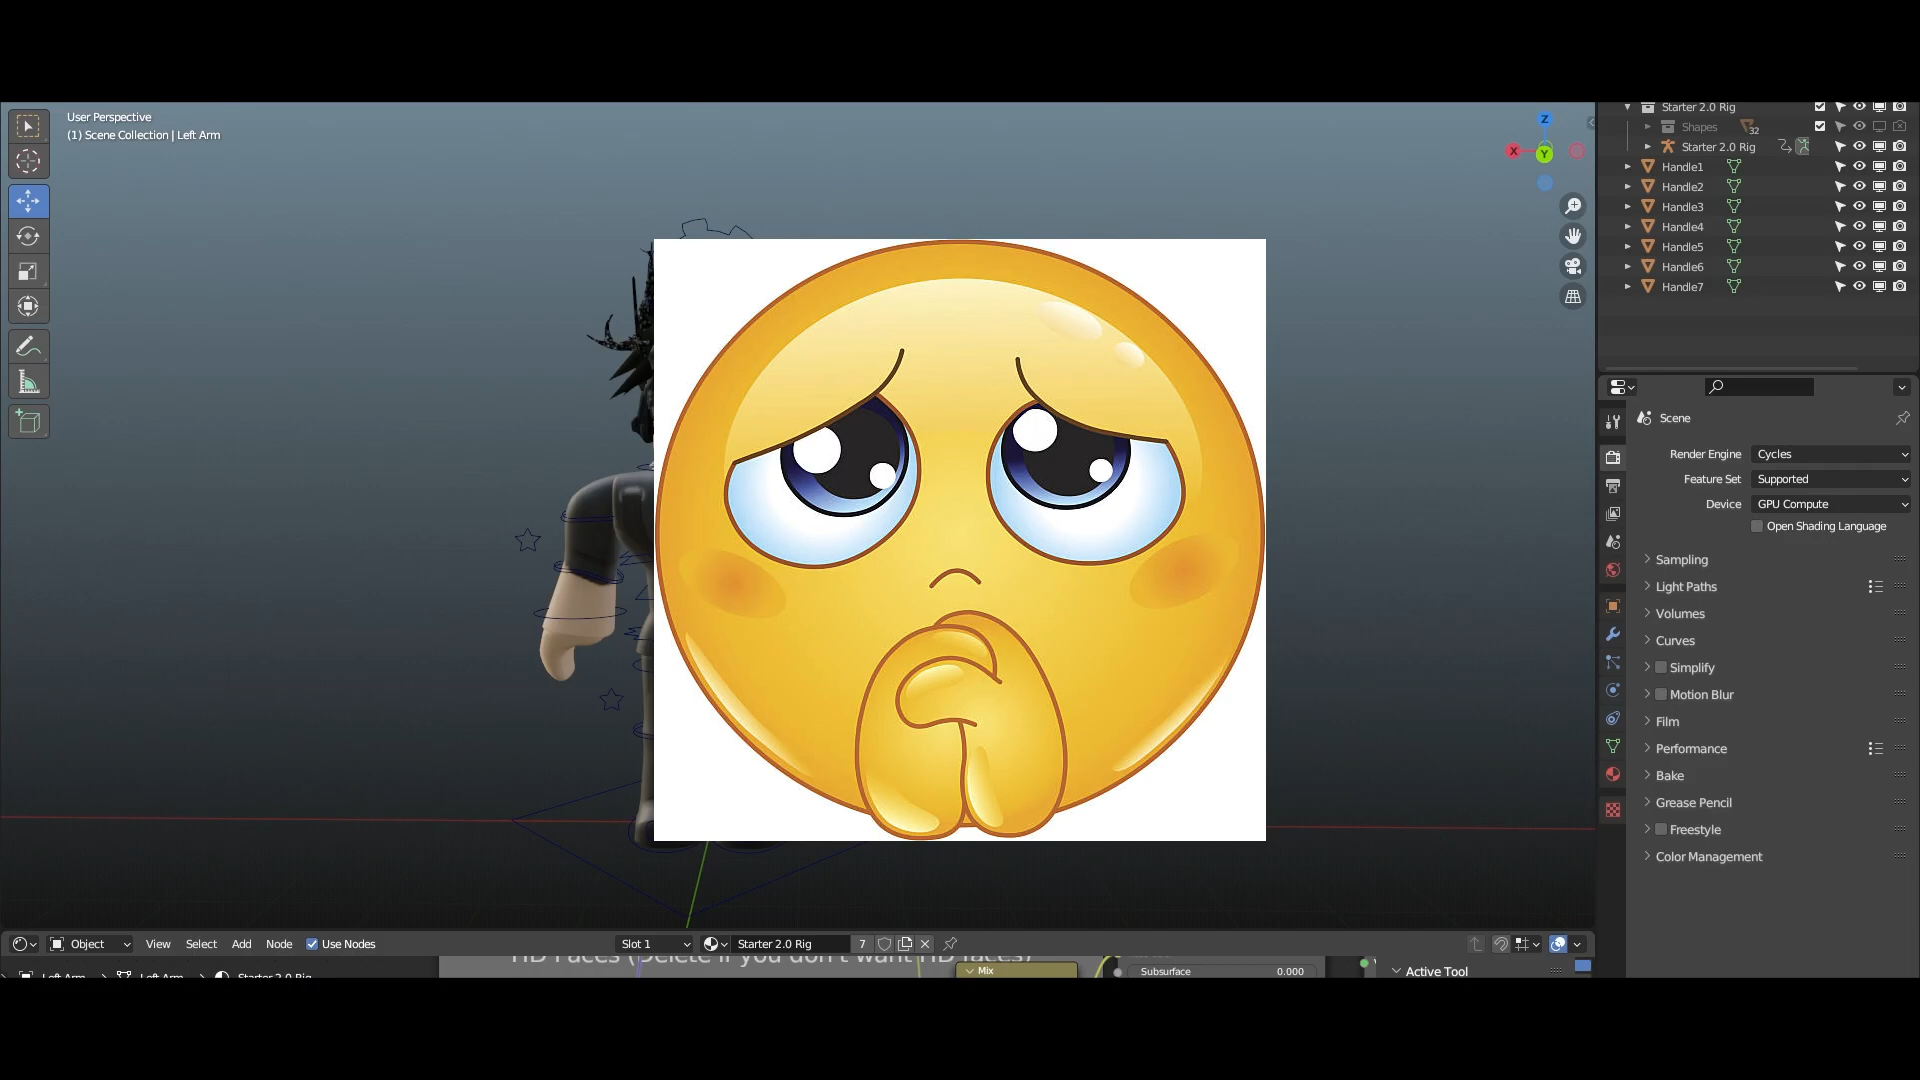 User Perspective
(1) Scene Collection | Left Arm
Z
X
Y
Starter 2.0 Rig
Shapes 32
Starter 2.0 Rig
Handle1
Handle2
Handle3
Handle4
Handle5
Handle6
Handle7
Scene
Render Engine Cycles
Feature Set Supported
Device GPU Compute
Open Shading Language
Sampling
Light Paths
Volumes
Curves
Simplify
Motion Blur
Film
Performance
Bake
Grease Pencil
Freestyle
Color Management
Object View Select Add Node Use Nodes Slot 1 Starter 2.0 Rig 7
HD Faces (Delete if you don't want HD faces)
Left Arm Left Arm Starter 2.0 Rig
Mix
Subsurface 0.000
Active Tool